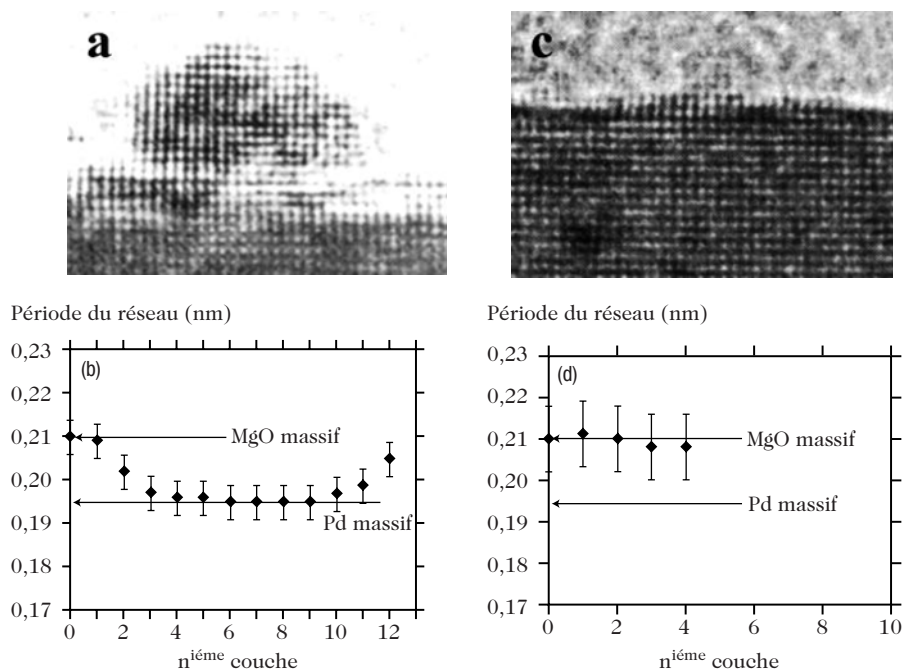 a
c
Période du réseau (nm)
0,23
0,22
0,21
0,20
0,19
0,18
0,17
(b)
MgO massif
Pd massif
0 2 4 6 8 10 12
n^iéme couche
Période du réseau (nm)
0,23
0,22
0,21
0,20
0,19
0,18
0,17
(d)
MgO massif
Pd massif
0 2 4 6 8 10
n^iéme couche